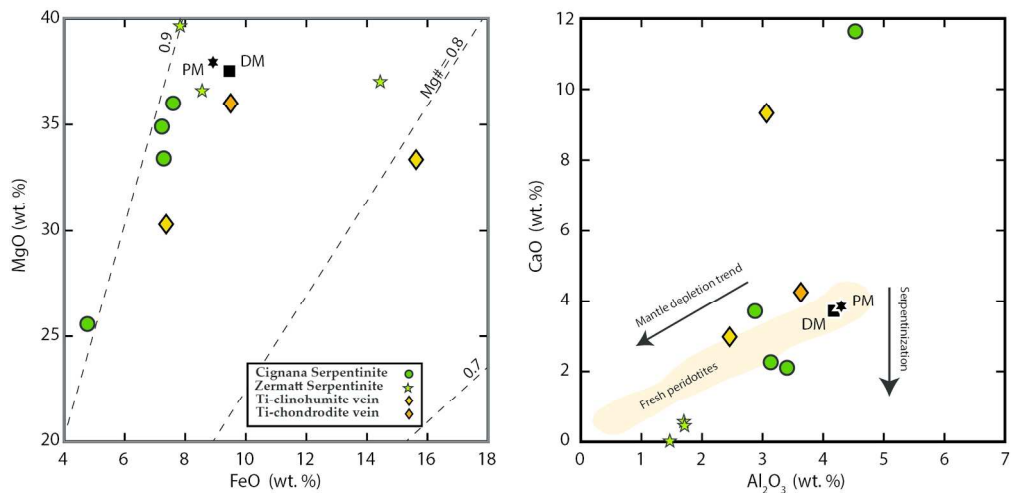 40
35
30
25
20
MgO (wt. %)
4
6
8
10
12
14
16
18
FeO (wt. %)
0.9
PM
DM
Mg# = 0.8
0.7
Cignana Serpentinite
Zermatt Serpentinite
Ti-clinohumite vein
Ti-chondrodite vein
12
10
8
6
4
2
0
CaO (wt. %)
0
1
2
3
4
5
6
7
Al₂O₃ (wt. %)
Mantle depletion trend
PM
DM
Fresh peridotites
Serpentinization